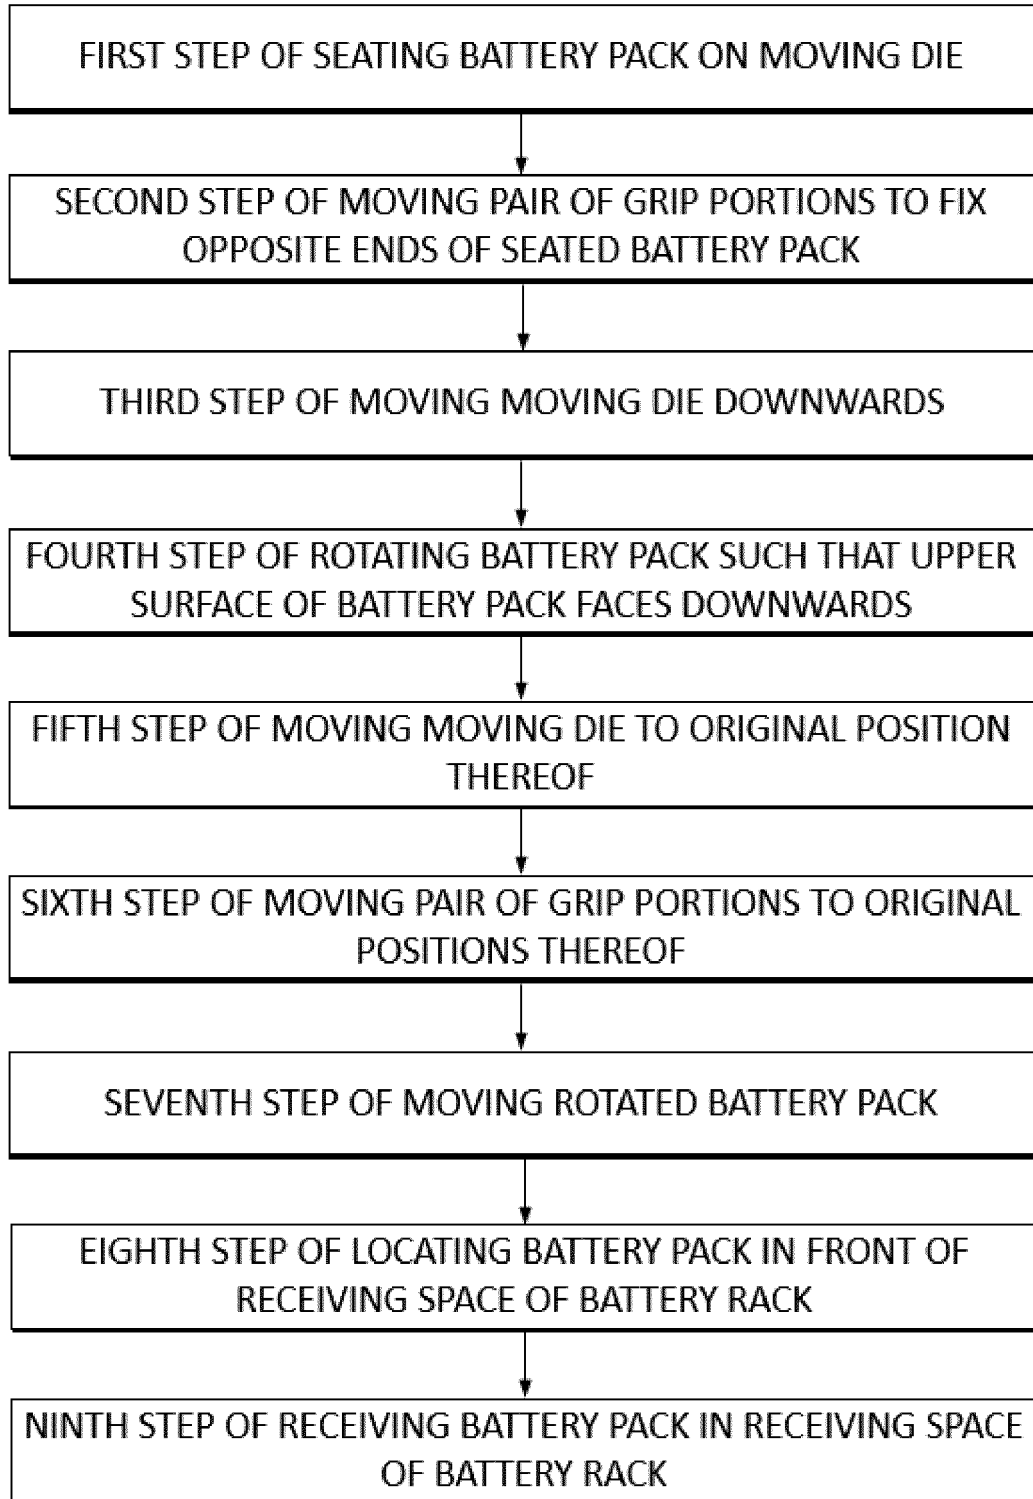 FIRST STEP OF SEATING BATTERY PACK ON MOVING DIE
SECOND STEP OF MOVING PAIR OF GRIP PORTIONS TO FIX
OPPOSITE ENDS OF SEATED BATTERY PACK
THIRD STEP OF MOVING MOVING DIE DOWNWARDS
FOURTH STEP OF ROTATING BATTERY PACK SUCH THAT UPPER
SURFACE OF BATTERY PACK FACES DOWNWARDS
FIFTH STEP OF MOVING MOVING DIE TO ORIGINAL POSITION
THEREOF
SIXTH STEP OF MOVING PAIR OF GRIP PORTIONS TO ORIGINAL
POSITIONS THEREOF
SEVENTH STEP OF MOVING ROTATED BATTERY PACK
EIGHTH STEP OF LOCATING BATTERY PACK IN FRONT OF
RECEIVING SPACE OF BATTERY RACK
NINTH STEP OF RECEIVING BATTERY PACK IN RECEIVING SPACE
OF BATTERY RACK